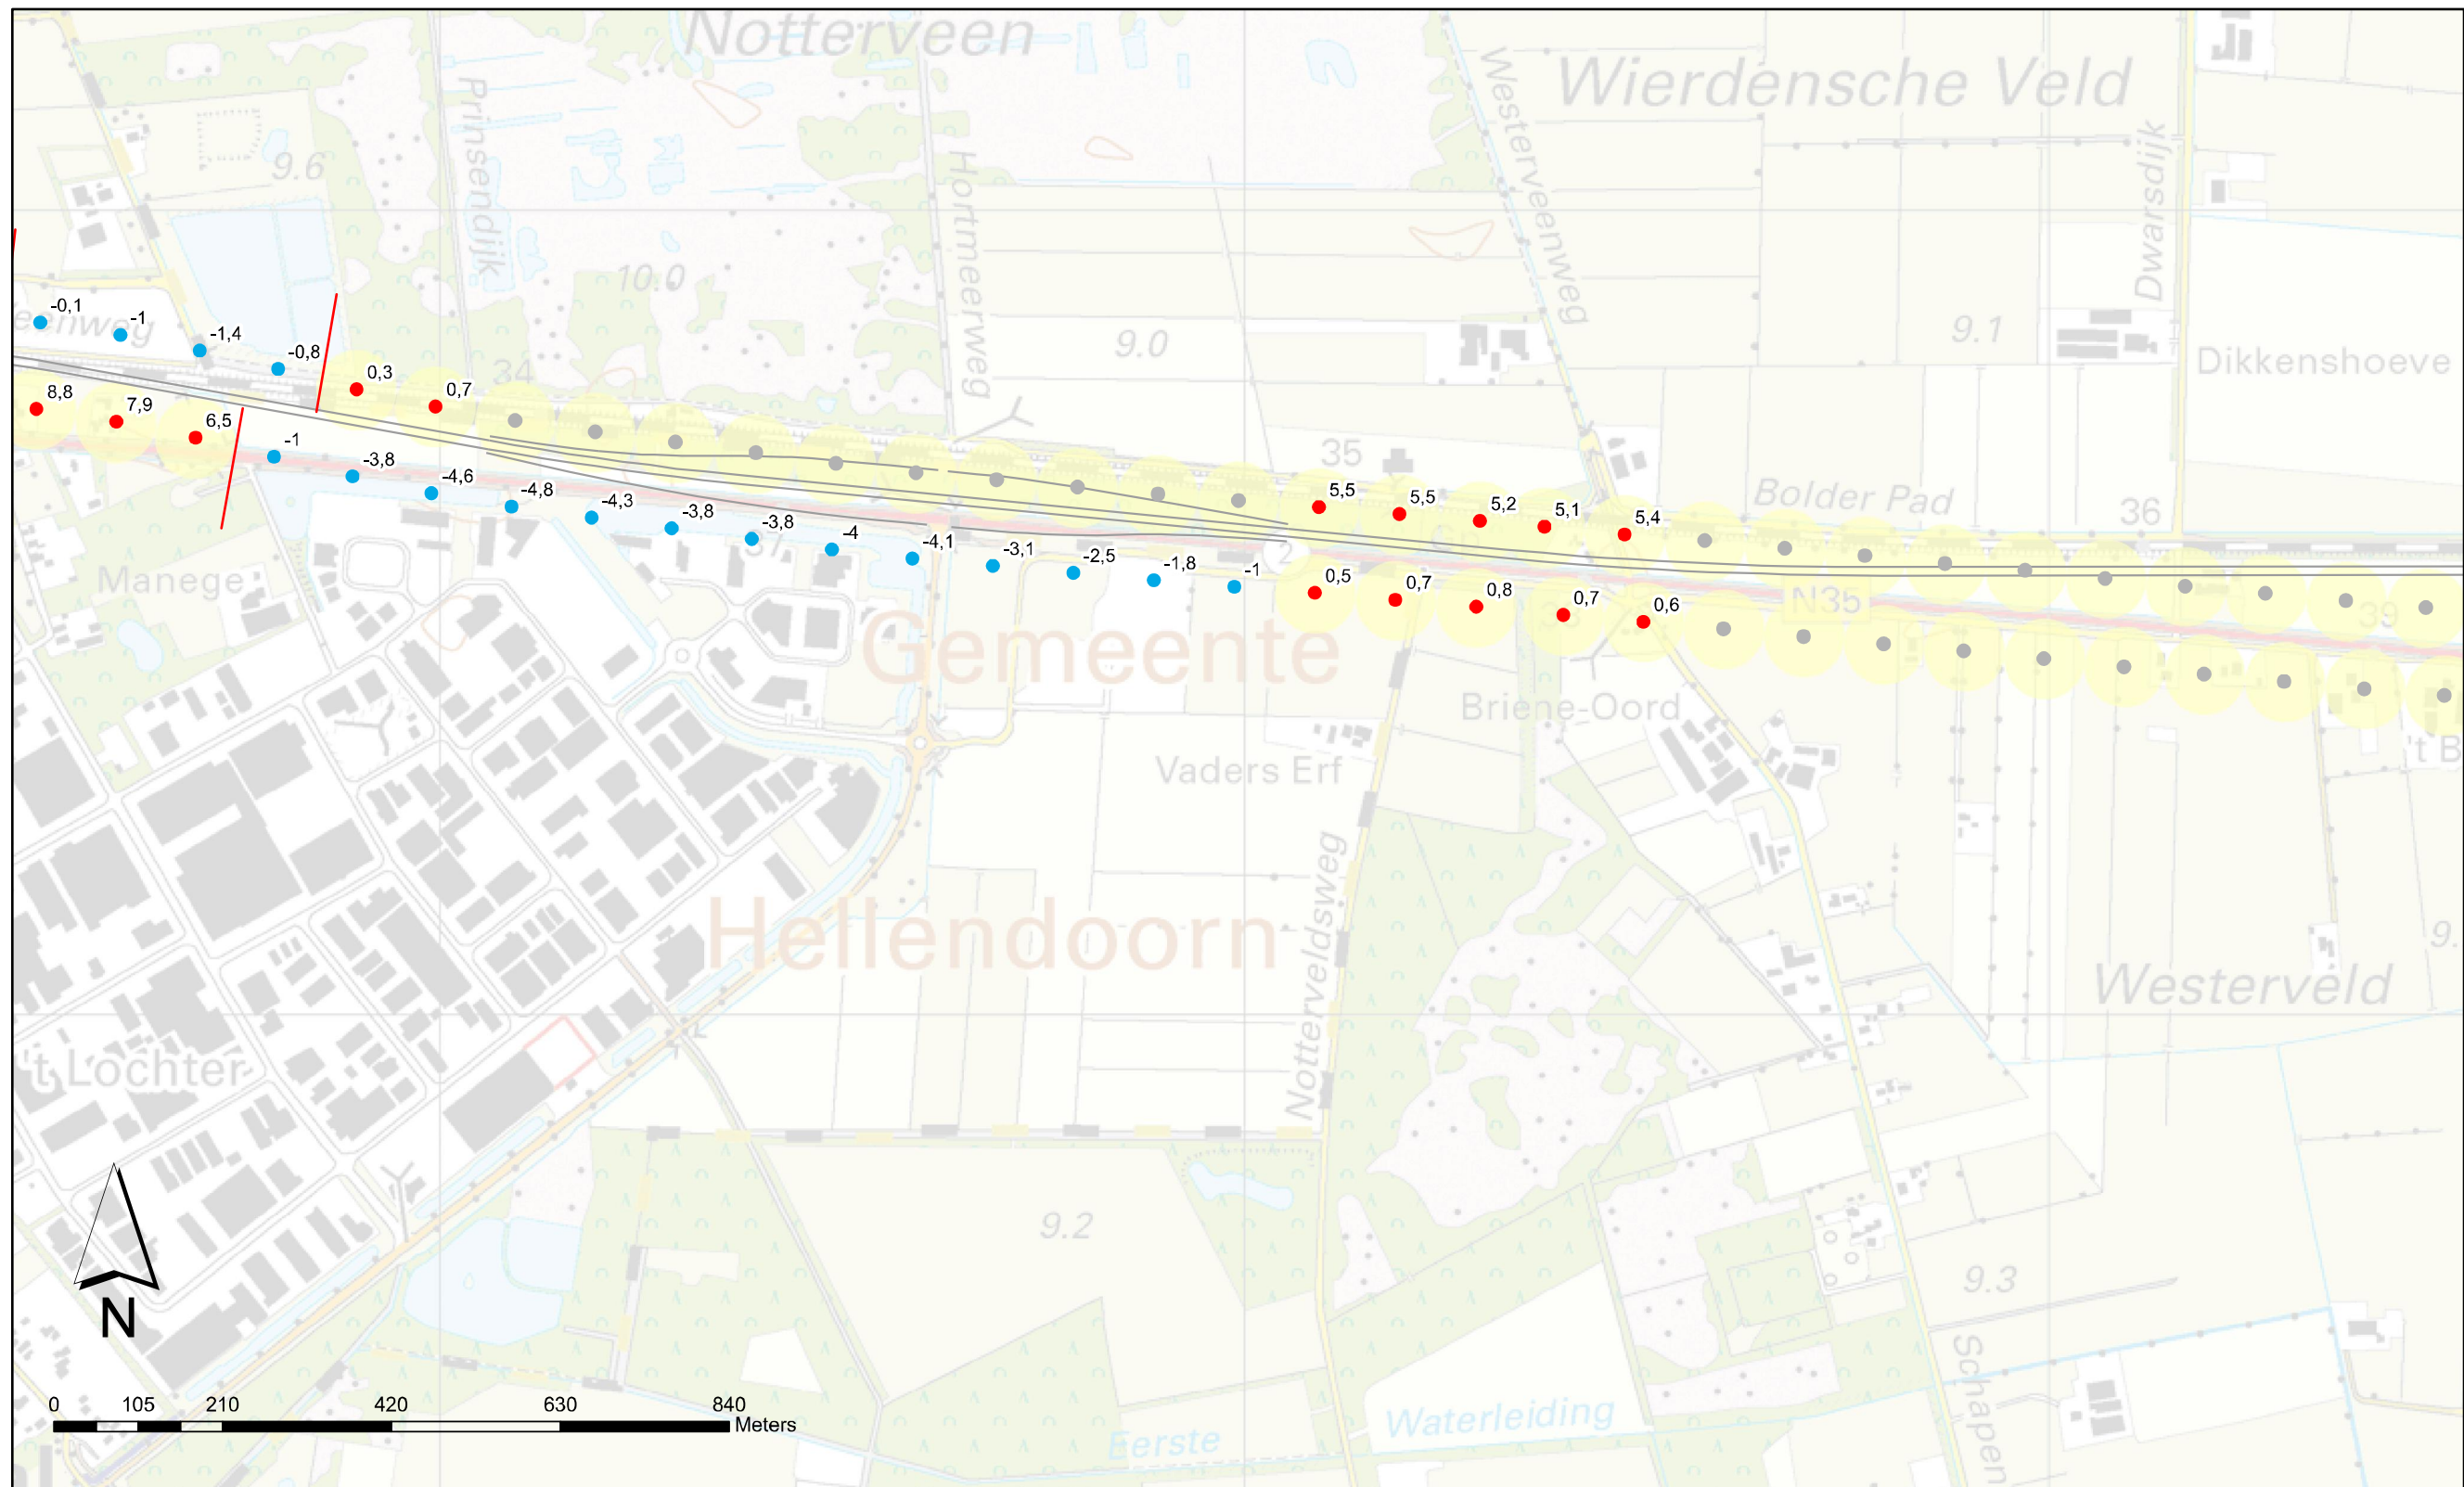 Notterveen
Wierdensche Veld
Prinsendijk
Hortmeerweg
Westerveenweg
Dwarsdijk
9.6
10.0
9.0
9.1
Dikkenshoeve
-0,1
-1
-1,4
-0,8
eenweg
34
0,3
0,7
8,8
7,9
6,5
-1
-3,8
-4,6
-4,8
-4,3
-3,8
-3,8
-4
-4,1
-3,1
-2,5
-1,8
-1
35
5,5
5,5
5,2
5,1
5,4
Bolder Pad
36
2
0,5
0,7
0,8
0,7
0,6
N35
39
37
Manege
Gemeente
Briene-Oord
Vaders Erf
't B
Hellendoorn
Notterveldsweg
Westerveld
9.
't Lochter
9.2
9.3
Schapen
N
0 105 210 420 630 840
Meters
Eerste
Waterleiding